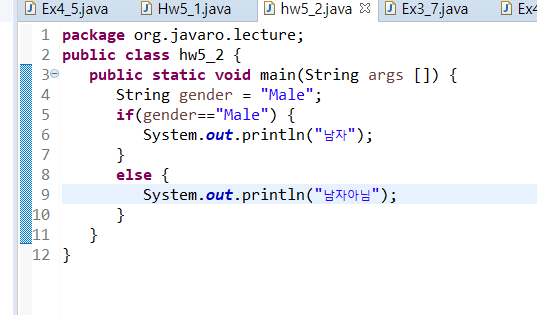 Ex4_5.java Hw5_1.java hw5_2.java Ex3_7.java Ex4
1 package org.javaro.lecture;
2 public class hw5_2 {
3 public static void main(String args []) {
4 String gender = "Male";
5 if(gender=="Male") {
6 System.out.println("남자");
7 }
8 else {
9 System.out.println("남자아님");
10 }
11 }
12 }